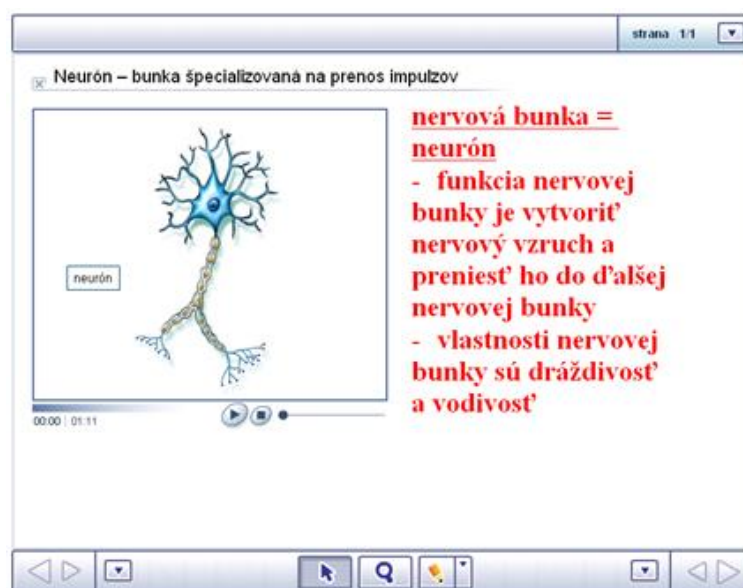 strana 1/1
Neurón – bunka špecializovaná na prenos impulzov
neurón
00:00 | 01:11
nervová bunka =
neurón
- funkcia nervovej
bunky je vytvoriť
nervový vzruch a
preniesť ho do ďalšej
nervovej bunky
- vlastnosti nervovej
bunky sú dráždivosť
a vodivosť